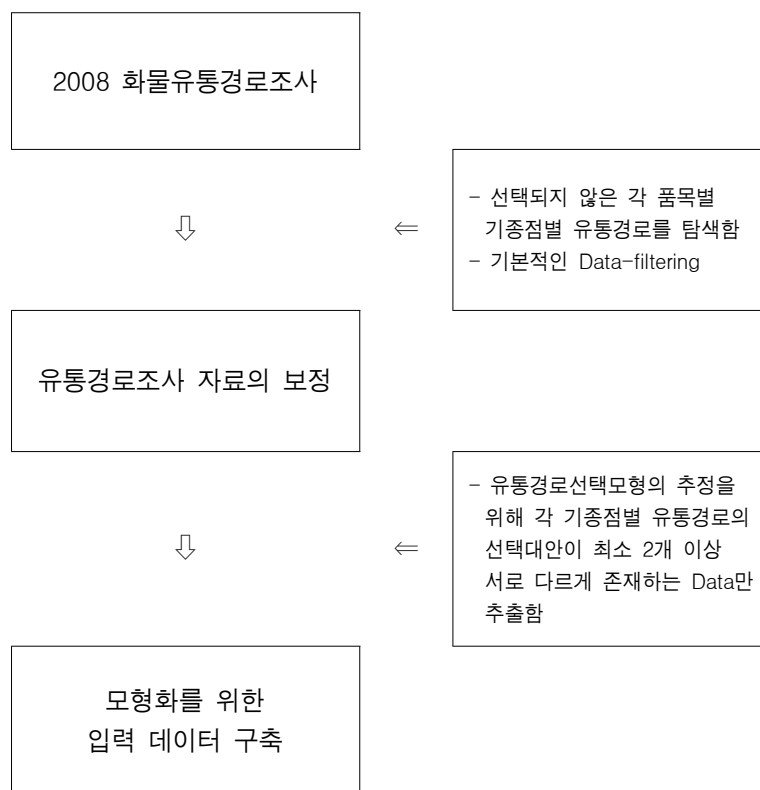 2008 화물유통경로조사
⇩
⇐
- 선택되지 않은 각 품목별
기종점별 유통경로를 탐색함
- 기본적인 Data-filtering
유통경로조사 자료의 보정
⇩
⇐
- 유통경로선택모형의 추정을
위해 각 기종점별 유통경로의
선택대안이 최소 2개 이상
서로 다르게 존재하는 Data만
추출함
모형화를 위한
입력 데이터 구축